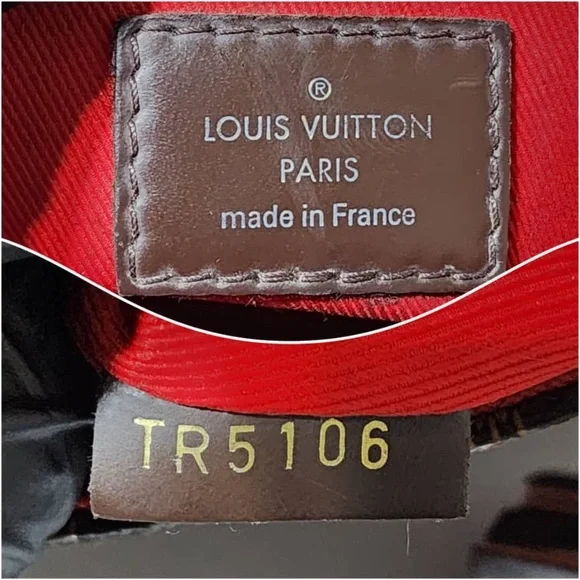 ®
LOUIS VUITTON
PARIS
made in France
TR5106